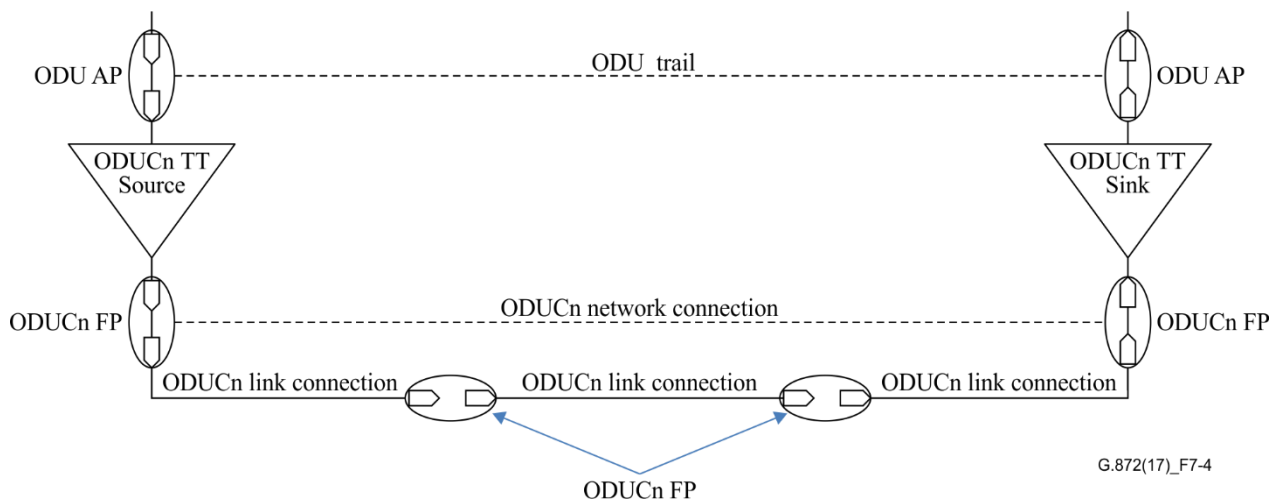 ODU trail
ODU AP
ODU AP
ODUCn TT
Source
ODUCn TT
Sink
ODUCn network connection
ODUCn FP
ODUCn FP
ODUCn link connection
ODUCn link connection
ODUCn link connection
G.872(17)_F7-4
ODUCn FP